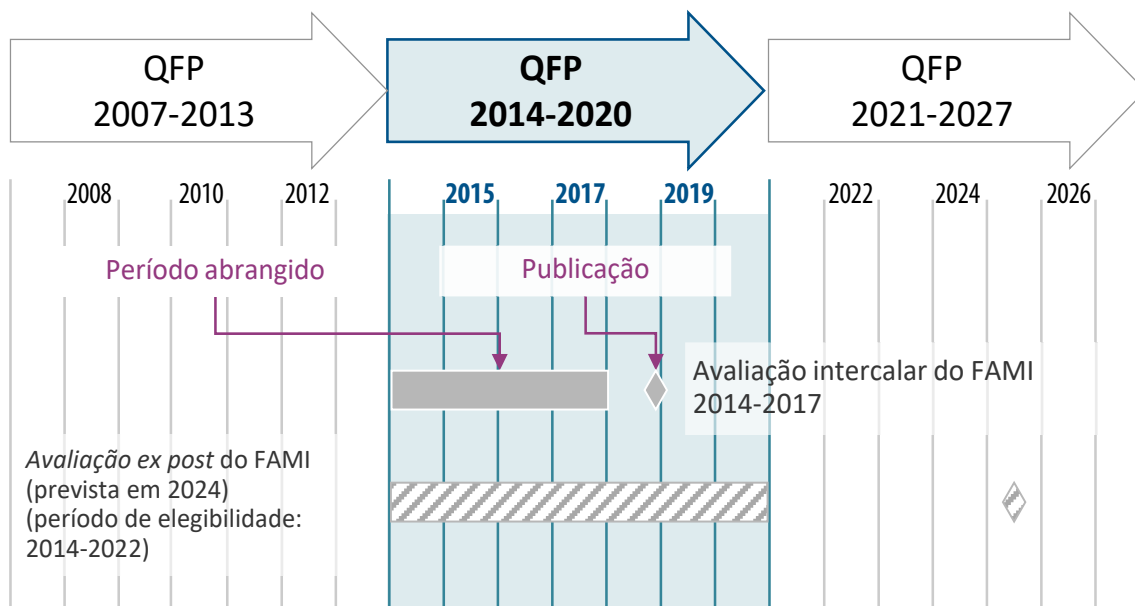 QFP
2007-2013
QFP
2014-2020
QFP
2021-2027
2008
2010
2012
2015
2017
2019
2022
2024
2026
Período abrangido
Publicação
Avaliação intercalar do FAMI
2014-2017
Avaliação ex post do FAMI
(prevista em 2024)
(período de elegibilidade:
2014-2022)